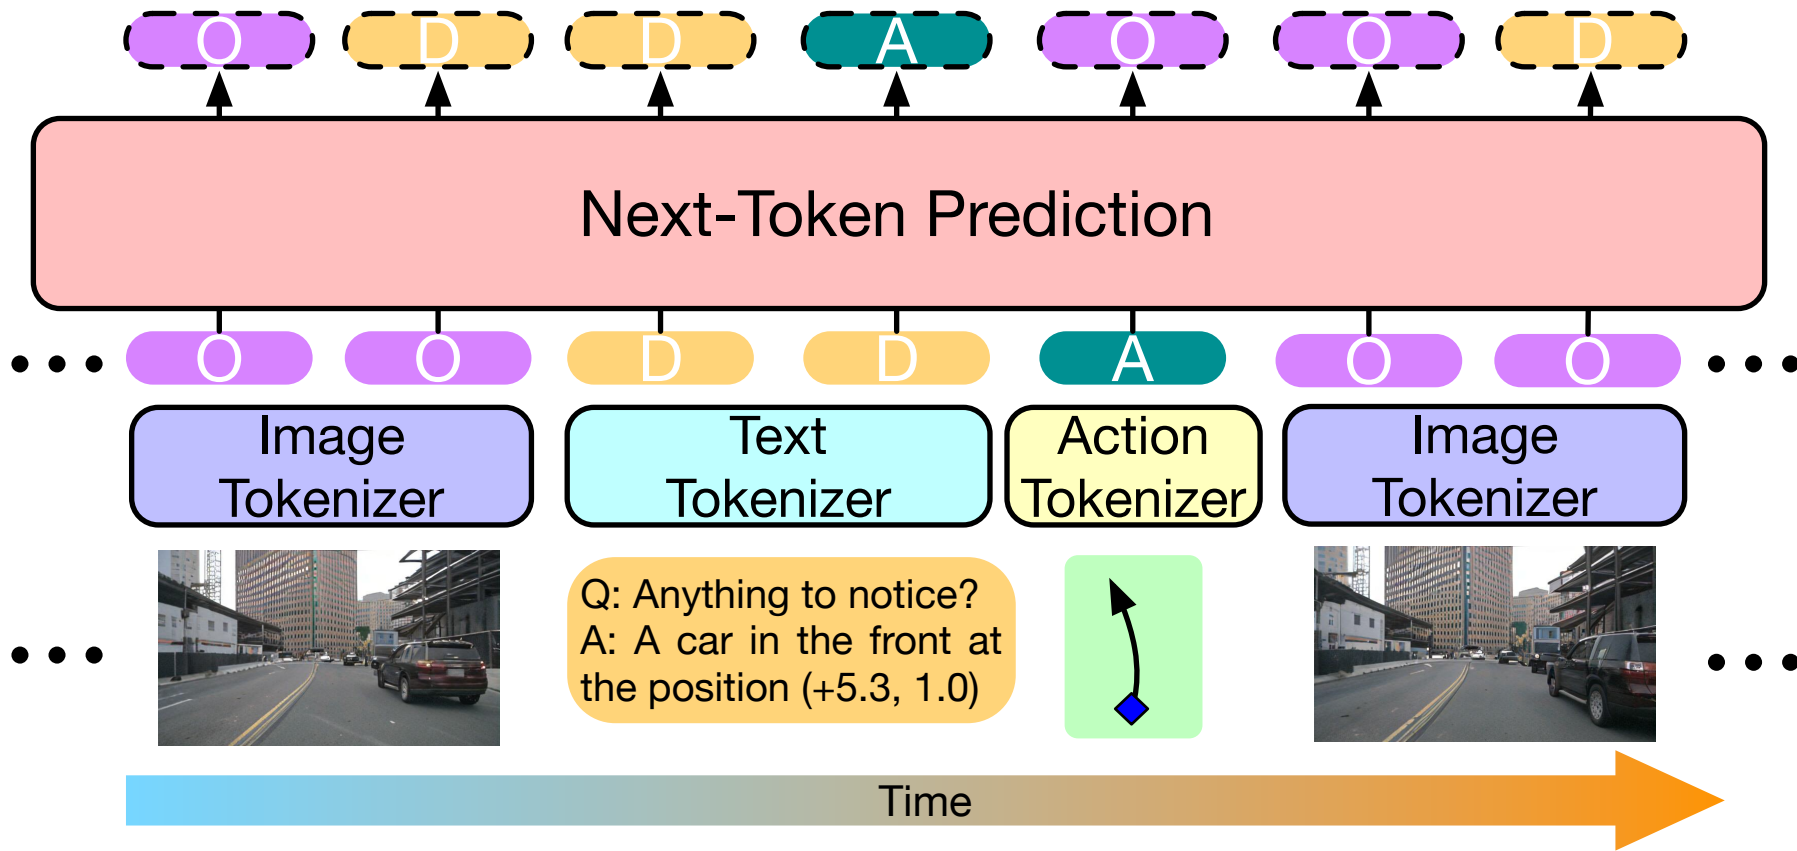 O D D A O O D
Next-Token Prediction
O O D D A O O
Image
Tokenizer
Text
Tokenizer
Action
Tokenizer
Image
Tokenizer
Q: Anything to notice?
A: A car in the front at
the position (+5.3, 1.0)
Time